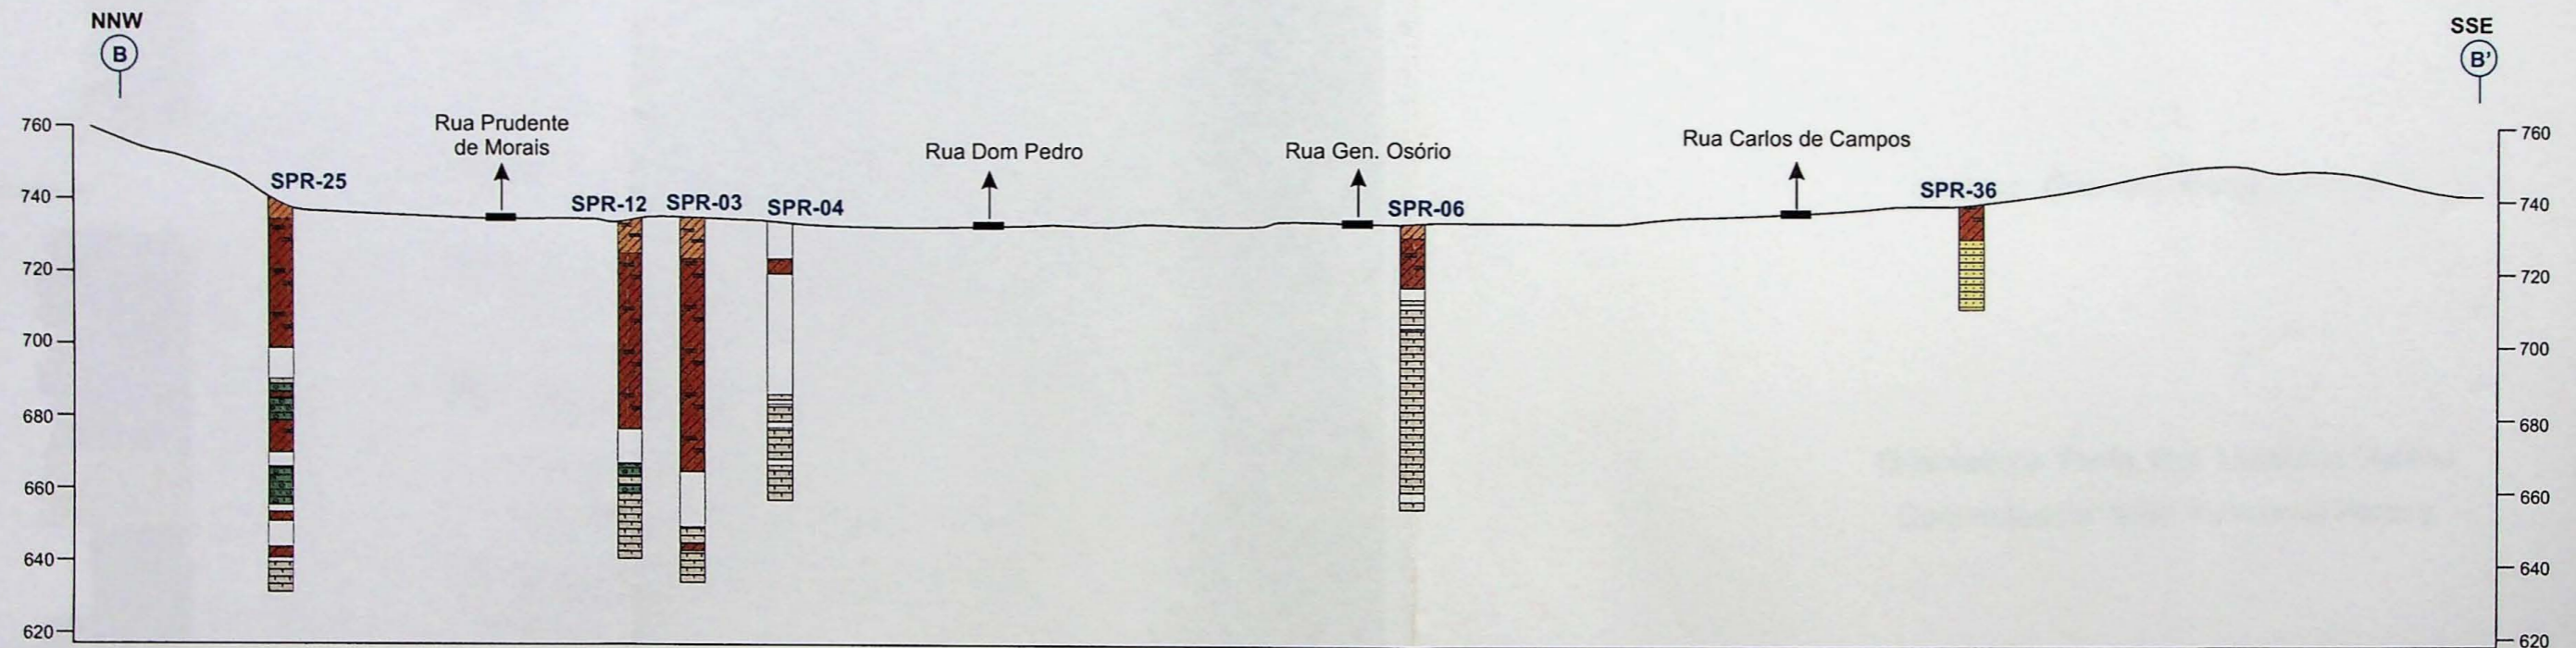 NNW
SSE
B
B'
Rua Prudente
de Morais
Rua Dom Pedro
Rua Gen. Osório
Rua Carlos de Campos
SPR-25
SPR-12
SPR-03
SPR-04
SPR-06
SPR-36
760
740
720
700
680
660
640
620
760
740
720
700
680
660
640
620